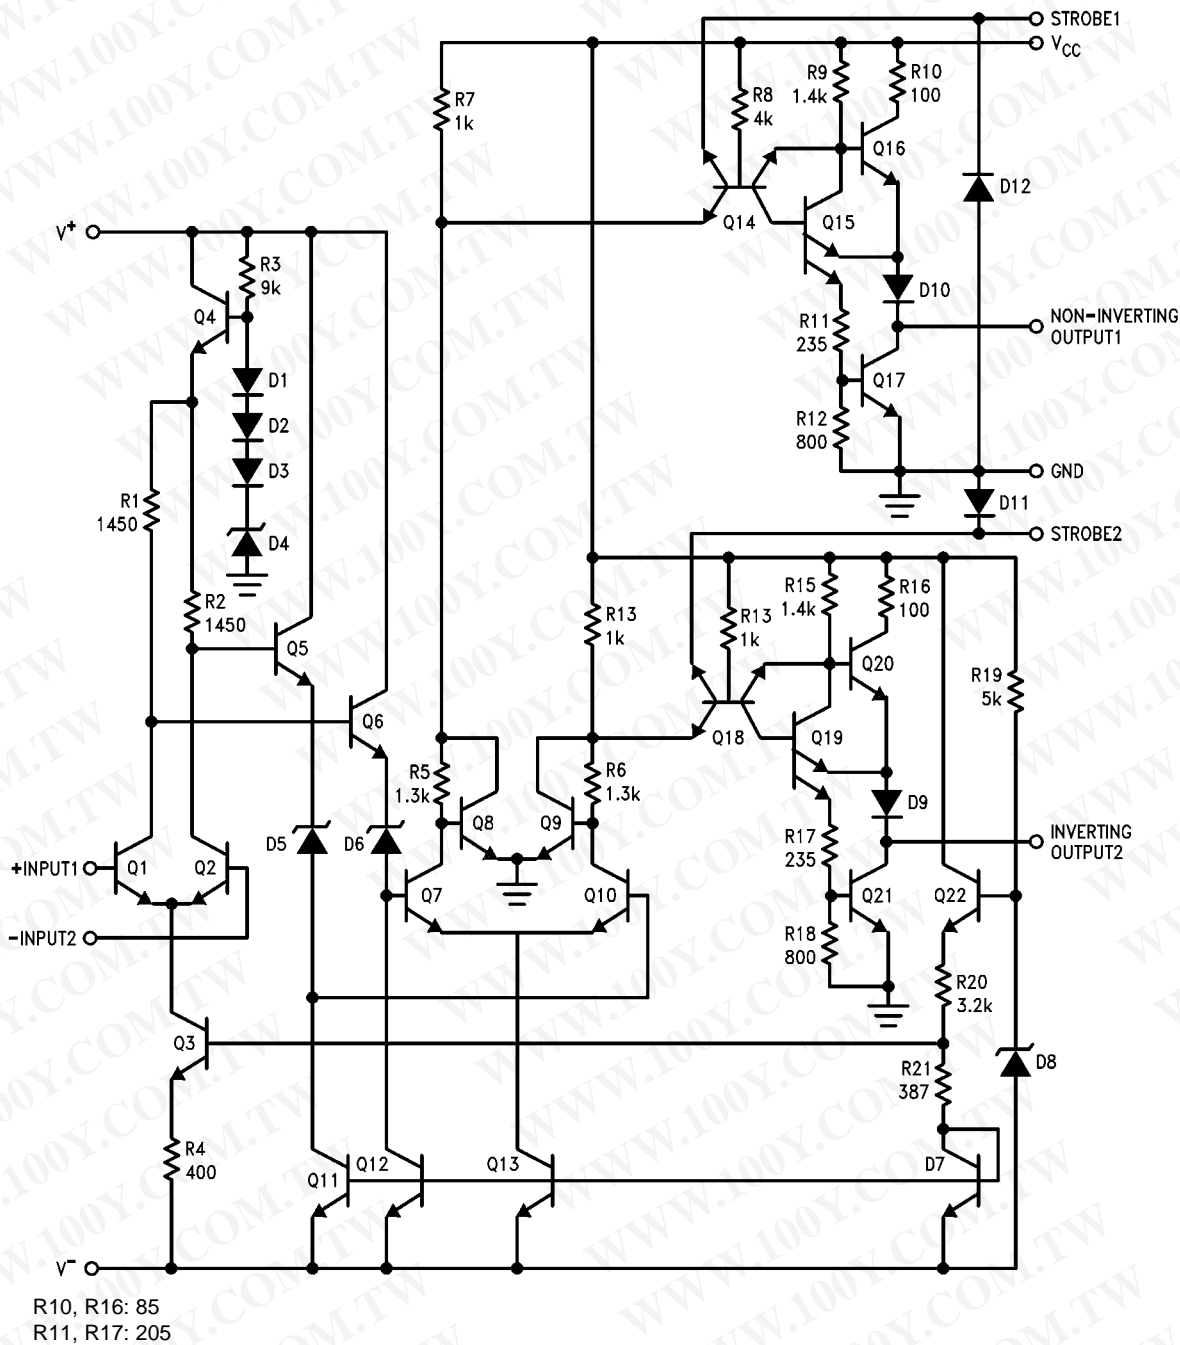 STROBE1
VCC
R9
1.4k
R10
100
R7
1k
R8
4k
Q16
D12
Q14
Q15
V+
R3
9k
D10
Q4
R11
235
NON-INVERTING
OUTPUT1
D1
Q17
D2
R12
800
D3
GND
R1
1450
D11
D4
STROBE2
R2
1450
R13
1k
R13
1k
R15
1.4k
R16
100
Q5
Q20
R19
5k
Q6
Q18
Q19
R5
1.3k
R6
1.3k
D9
Q8
Q9
D5
D6
R17
235
INVERTING
OUTPUT2
+INPUT1
Q1
Q2
Q7
Q10
Q21
Q22
-INPUT2
R18
800
R20
3.2k
Q3
D8
R21
387
R4
400
Q11
Q12
Q13
D7
V-
R10, R16: 85
R11, R17: 205
WWW.100Y.COM.TW